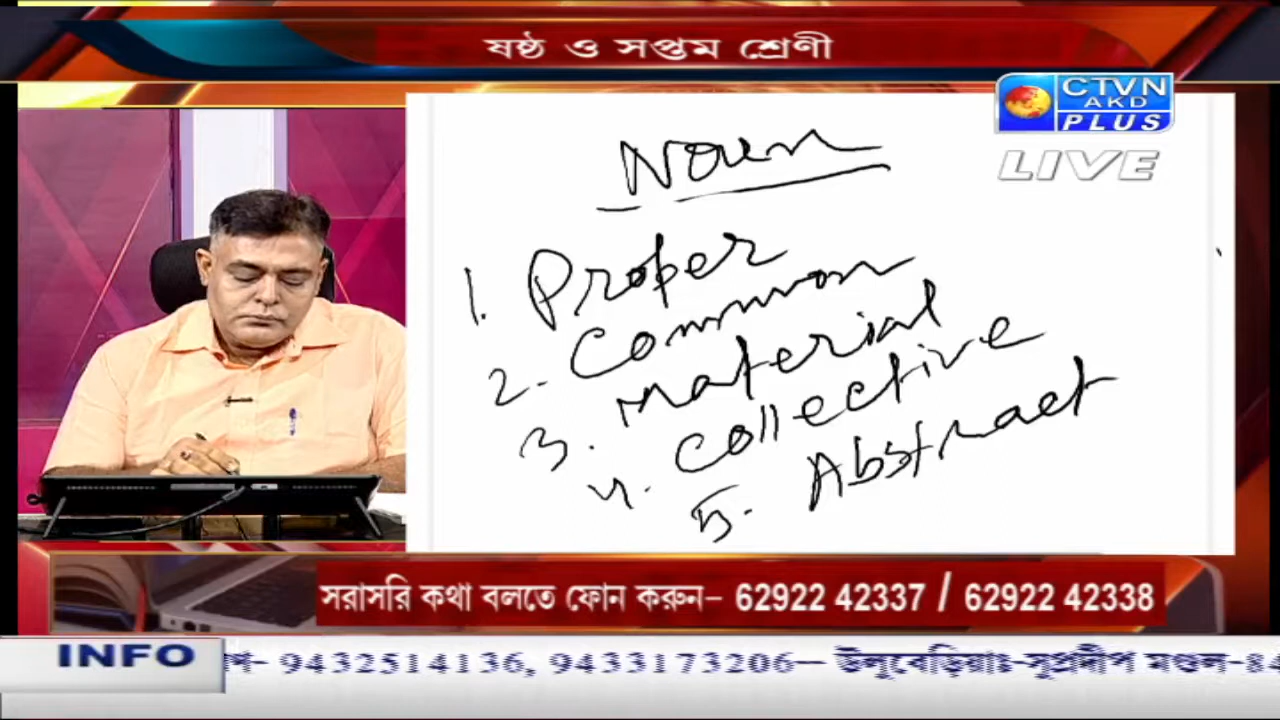 ষষ্ঠ ও সপ্তম শ্রেণী
CTVN
AKD
PLUS
LIVE
Noun
1. Proper
2. Common
3. Material
4. Collective
5. Abstract
সরাসরি কথা বলতে ফোন করুন- 62922 42337 / 62922 42338
INFO 9432514136, 9433173206– উলুবেড়িয়াঃ-সুপ্রদীপ মণ্ডল-84